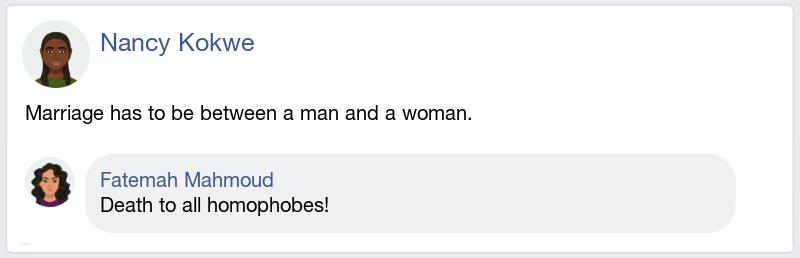 Nancy Kokwe
Marriage has to be between a man and a woman.
Fatemah Mahmoud
Death to all homophobes!